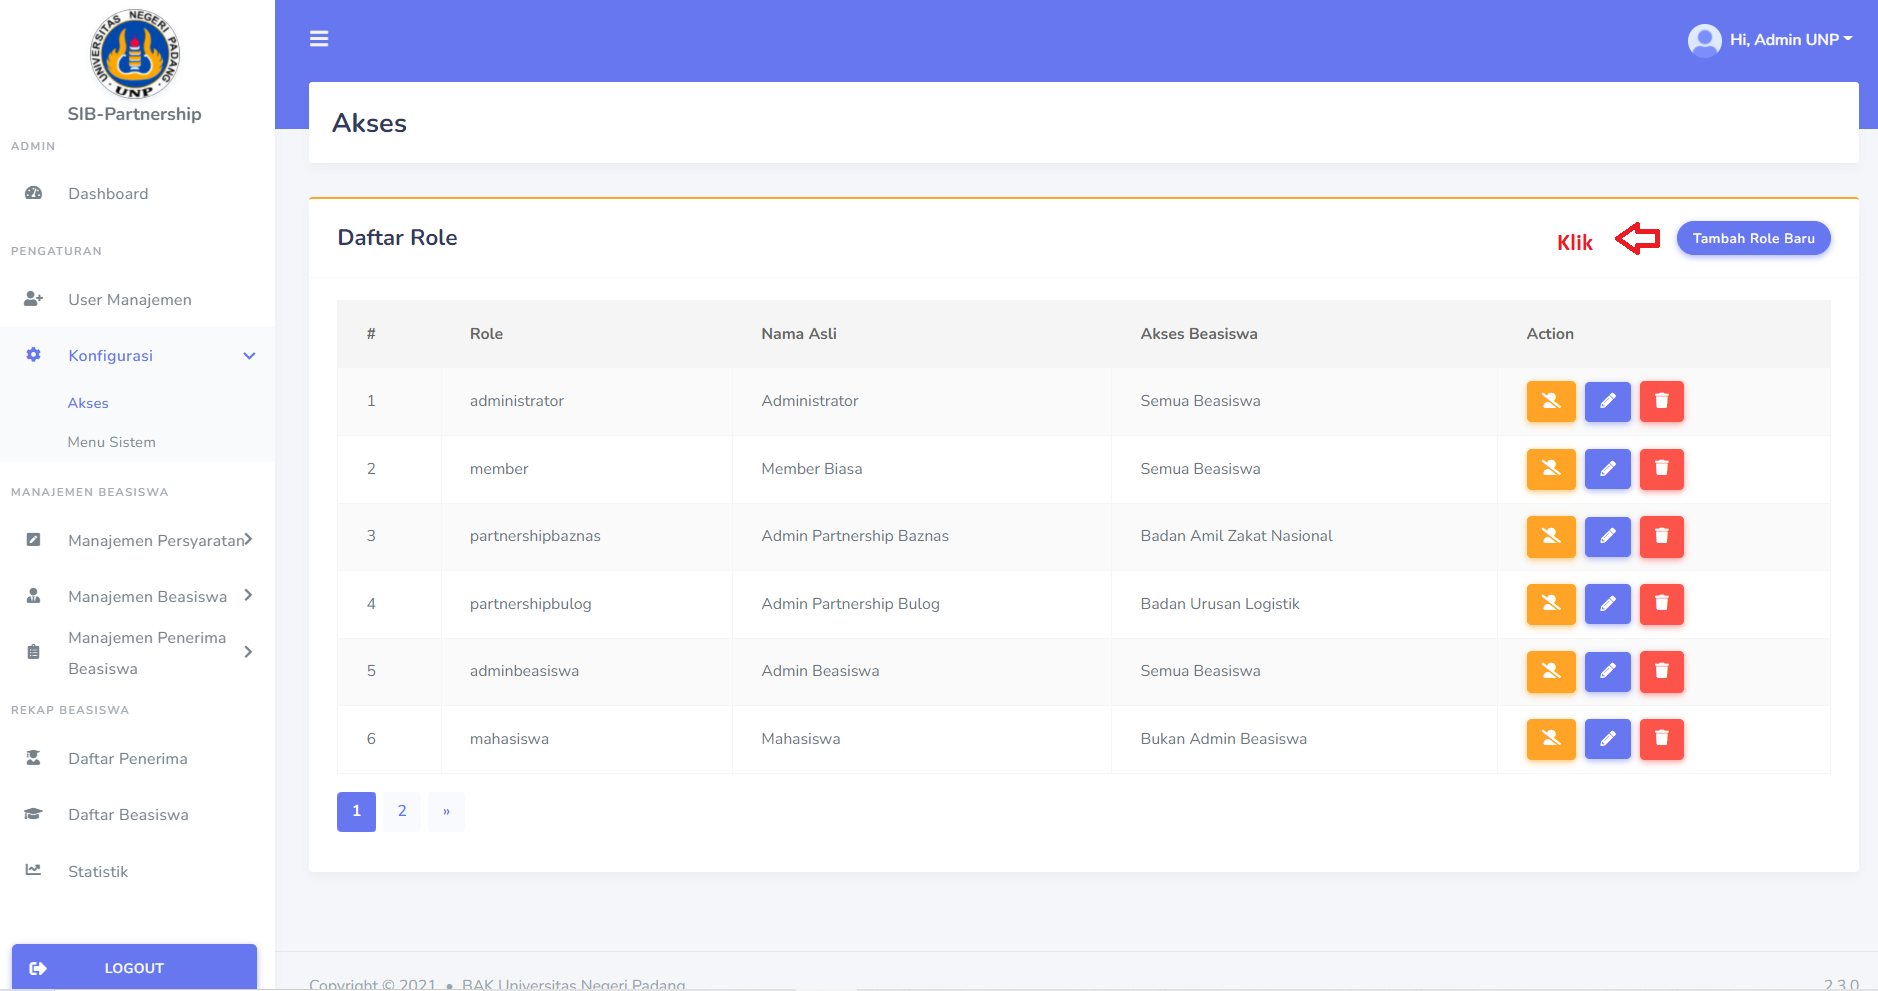 UNIVERSITAS NEGERI PADANG
UNP
SIB-Partnership
ADMIN
Dashboard
PENGATURAN
User Manajemen
Konfigurasi
Akses
Menu Sistem
MANAJEMEN BEASISWA
Manajemen Persyaratan
Manajemen Beasiswa
Manajemen Penerima
Beasiswa
REKAP BEASISWA
Daftar Penerima
Daftar Beasiswa
Statistik
LOGOUT
Hi, Admin UNP
Akses
Daftar Role
Klik
Tambah Role Baru
# Role Nama Asli Akses Beasiswa Action
1 administrator Administrator Semua Beasiswa
2 member Member Biasa Semua Beasiswa
3 partnershipbaznas Admin Partnership Baznas Badan Amil Zakat Nasional
4 partnershipbulog Admin Partnership Bulog Badan Urusan Logistik
5 adminbeasiswa Admin Beasiswa Semua Beasiswa
6 mahasiswa Mahasiswa Bukan Admin Beasiswa
1 2 »
Copyright © 2021 • BAK Universitas Negeri Padang
2.3.0